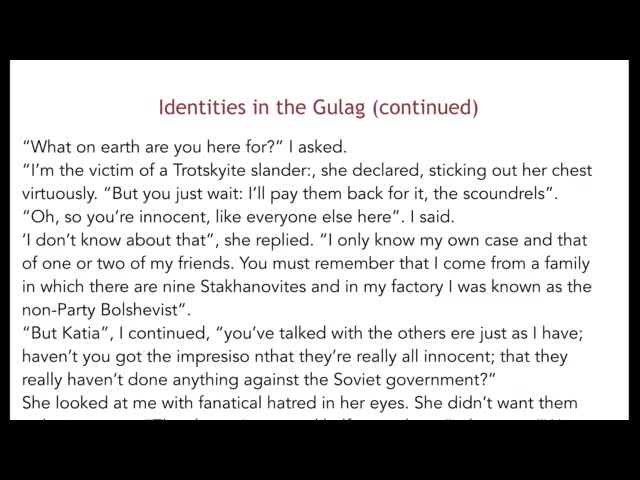 Identities in the Gulag (continued)
“What on earth are you here for?” I asked.
“I’m the victim of a Trotskyite slander:, she declared, sticking out her chest
virtuously. “But you just wait: I’ll pay them back for it, the scoundrels”.
“Oh, so you’re innocent, like everyone else here”. I said.
‘I don’t know about that”, she replied. “I only know my own case and that
of one or two of my friends. You must remember that I come from a family
in which there are nine Stakhanovites and in my factory I was known as the
non-Party Bolshevist”.
“But Katia”, I continued, “you’ve talked with the others ere just as I have;
haven’t you got the impresiso nthat they’re really all innocent; that they
really haven’t done anything against the Soviet government?”
She looked at me with fanatical hatred in her eyes. She didn’t want them